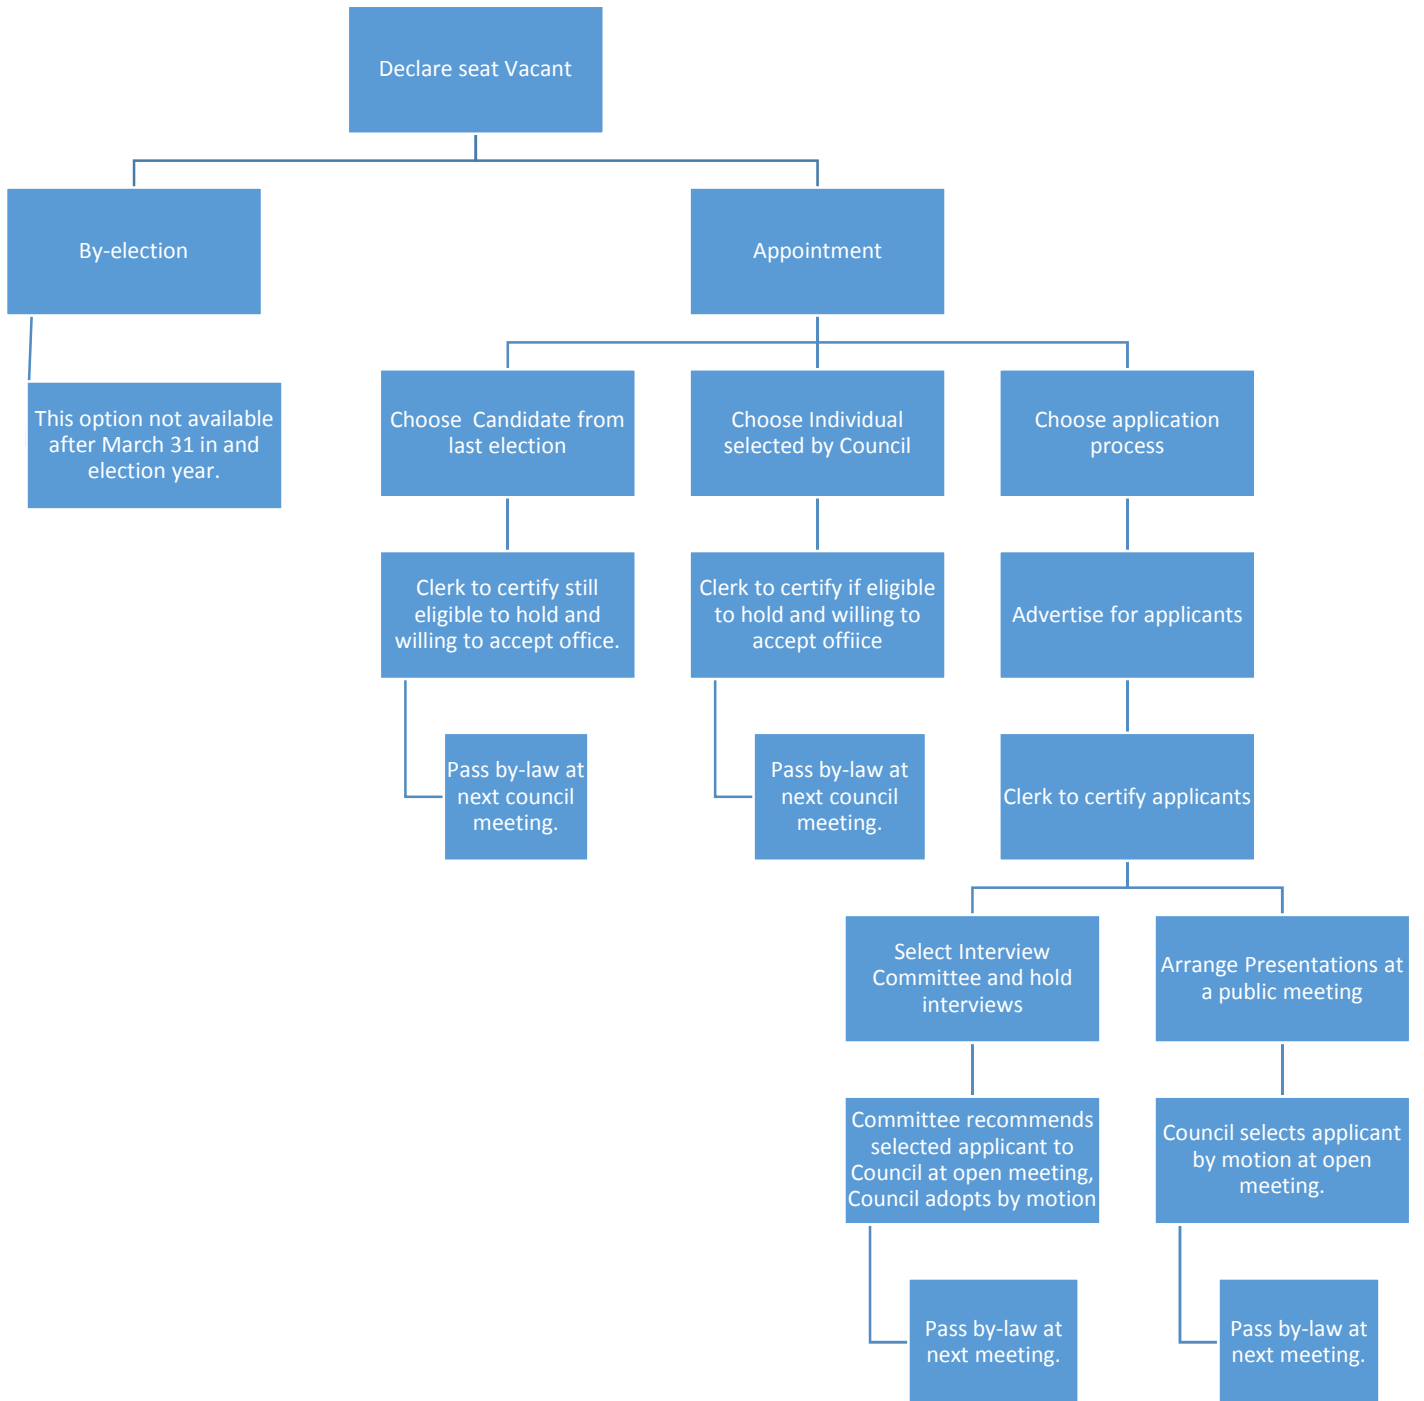 Declare seat Vacant
By-election
Appointment
This option not available
after March 31 in and
election year.
Choose  Candidate from
last election
Choose Individual
selected by Council
Choose application
process
Clerk to certify still
eligible to hold and
willing to accept office.
Clerk to certify if eligible
to hold and willing to
accept offiice
Advertise for applicants
Pass by-law at
next council
meeting.
Pass by-law at
next council
meeting.
Clerk to certify applicants
Select Interview
Committee and hold
interviews
Arrange Presentations at
a public meeting
Committee recommends
selected applicant to
Council at open meeting,
Council adopts by motion
Council selects applicant
by motion at open
meeting.
Pass by-law at
next meeting.
Pass by-law at
next meeting.